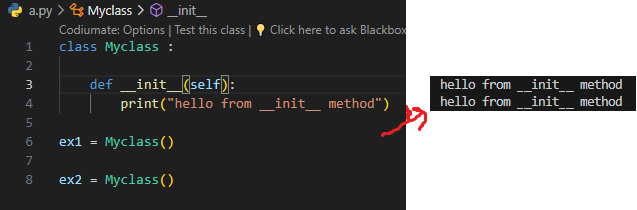 a.py > Myclass > __init__
Codiumate: Options | Test this class | Click here to ask Blackbox
1 class Myclass :
2
3 def __init__(self):
4 print("hello from __init__ method")
5
6 ex1 = Myclass()
7
8 ex2 = Myclass()
hello from __init__ method
hello from __init__ method